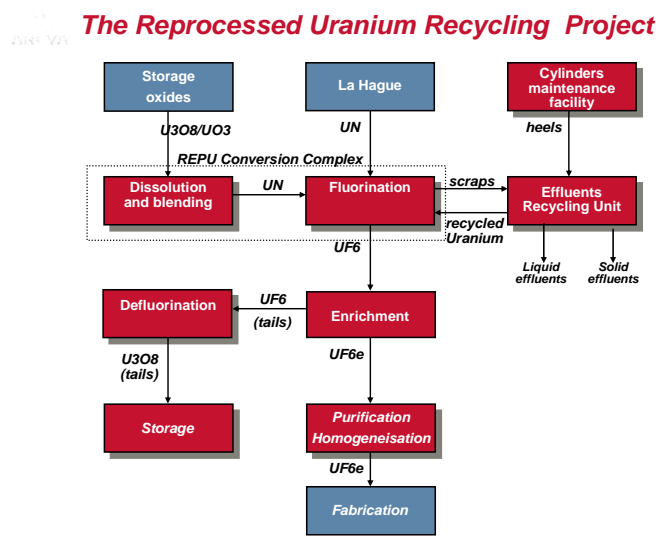 The Reprocessed Uranium Recycling Project
Storage
oxides
La Hague
Cylinders
maintenance
facility
U3O8/UO3
UN
heels
REPU Conversion Complex
Dissolution
and blending
UN
Fluorination
scraps
recycled
Uranium
Effluents
Recycling Unit
UF6
Liquid
effluents
Solid
effluents
Defluorination
UF6
(tails)
Enrichment
U3O8
(tails)
UF6e
Storage
Purification
Homogeneisation
UF6e
Fabrication